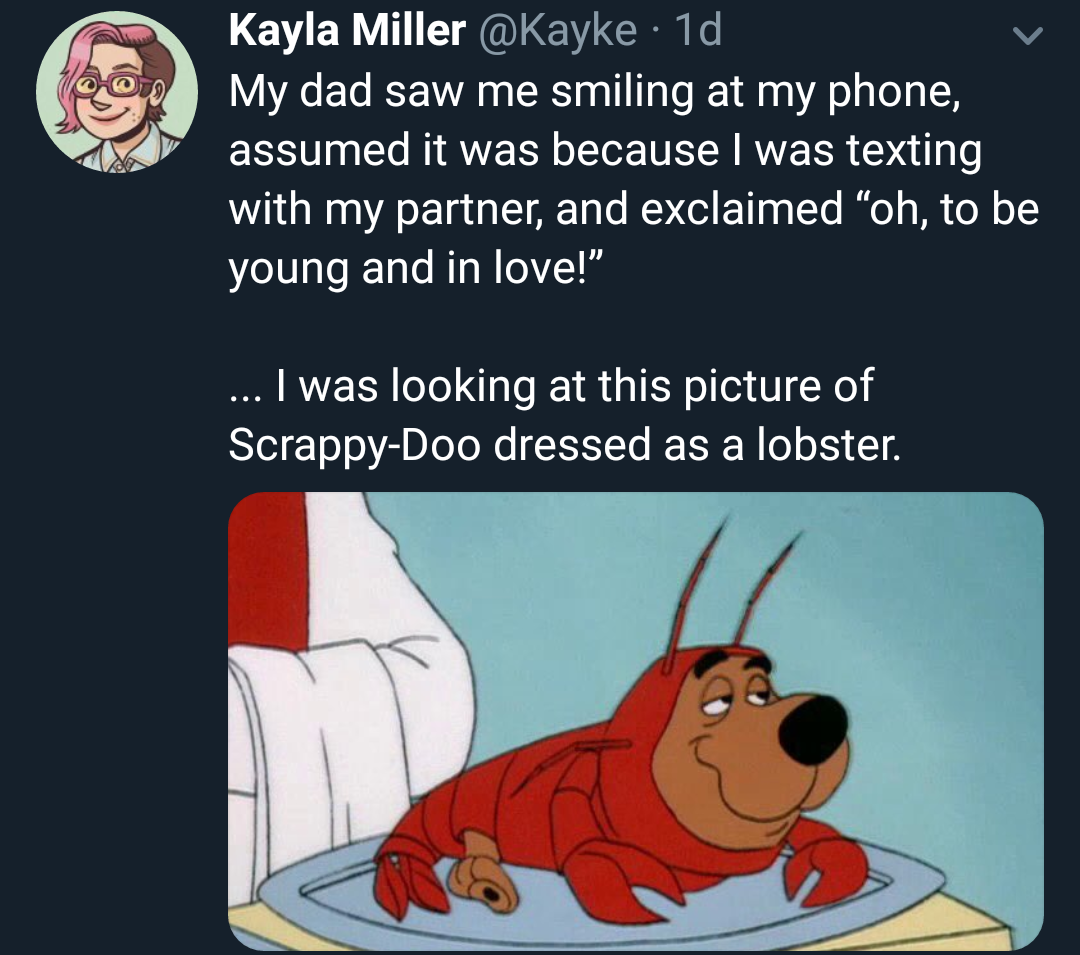 Kayla Miller @Kayke · 1d
My dad saw me smiling at my phone,
assumed it was because I was texting
with my partner, and exclaimed “oh, to be
young and in love!”
... I was looking at this picture of
Scrappy-Doo dressed as a lobster.